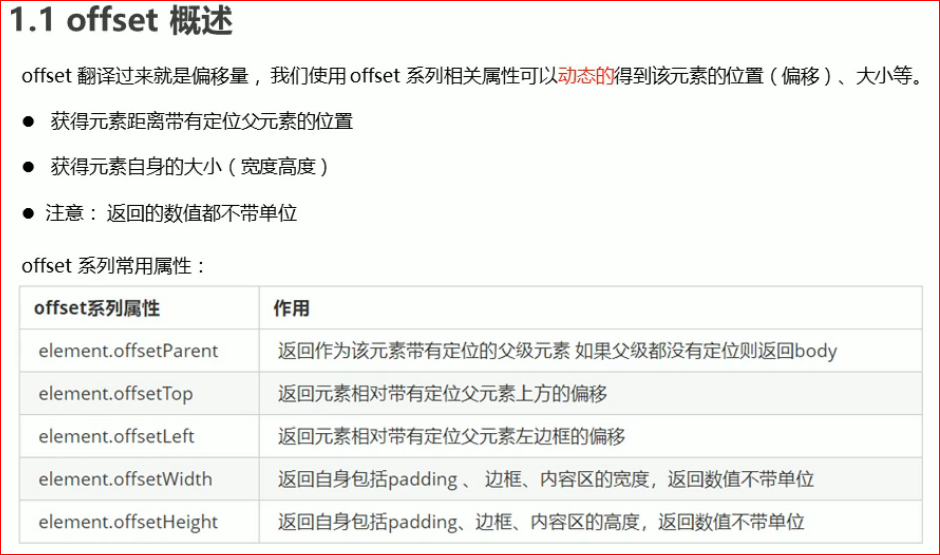 1.1 offset 概述
offset 翻译过来就是偏移量，我们使用 offset 系列相关属性可以动态的得到该元素的位置（偏移）、大小等。
● 获得元素距离带有定位父元素的位置
● 获得元素自身的大小（宽度高度）
● 注意：返回的数值都不带单位
offset 系列常用属性：
offset系列属性 作用
element.offsetParent 返回作为该元素带有定位的父级元素 如果父级都没有定位则返回body
element.offsetTop 返回元素相对带有定位父元素上方的偏移
element.offsetLeft 返回元素相对带有定位父元素左边框的偏移
element.offsetWidth 返回自身包括padding 、 边框、内容区的宽度，返回数值不带单位
element.offsetHeight 返回自身包括padding、边框、内容区的高度，返回数值不带单位